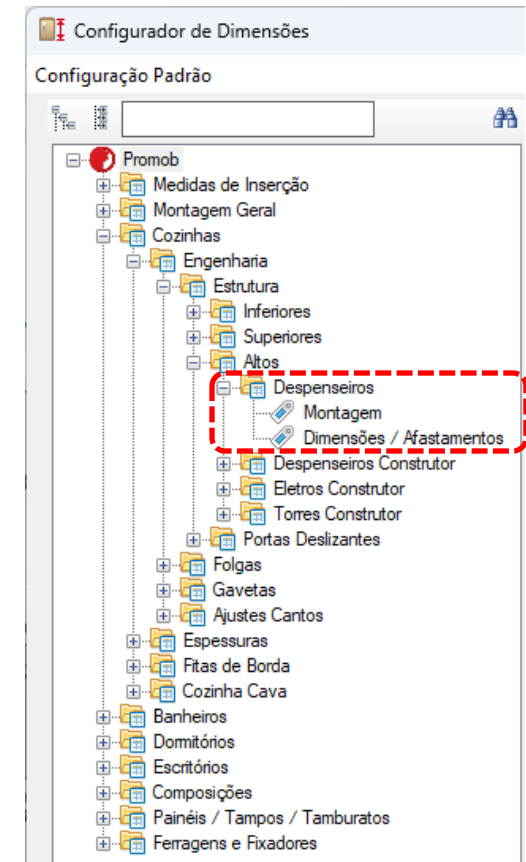 Configurador de Dimensões
Configuração Padrão
Promob
Medidas de Inserção
Montagem Geral
Cozinhas
Engenharia
Estrutura
Inferiores
Superiores
Altos
Despenseiros
Montagem
Dimensões / Afastamentos
Despenseiros Construtor
Eletros Construtor
Torres Construtor
Portas Deslizantes
Folgas
Gavetas
Ajustes Cantos
Espessuras
Fitas de Borda
Cozinha Cava
Banheiros
Dormitórios
Escritórios
Composições
Painéis / Tampos / Tamburatos
Ferragens e Fixadores